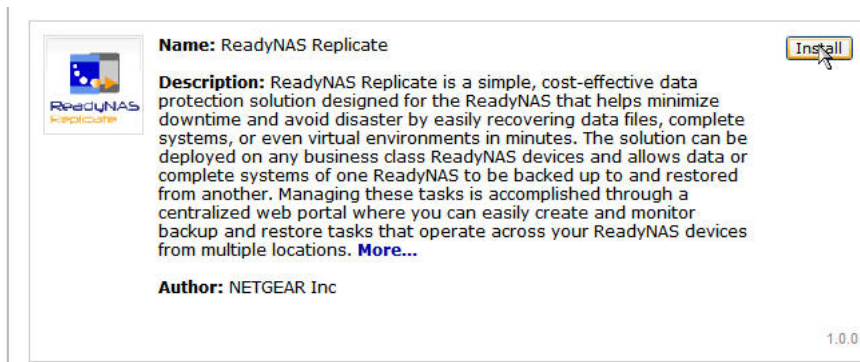 Name: ReadyNAS Replicate
Install
ReadyNAS
Replicate
Description: ReadyNAS Replicate is a simple, cost-effective data
protection solution designed for the ReadyNAS that helps minimize
downtime and avoid disaster by easily recovering data files, complete
systems, or even virtual environments in minutes. The solution can be
deployed on any business class ReadyNAS devices and allows data or
complete systems of one ReadyNAS to be backed up to and restored
from another. Managing these tasks is accomplished through a
centralized web portal where you can easily create and monitor
backup and restore tasks that operate across your ReadyNAS devices
from multiple locations. More...
Author: NETGEAR Inc
1.0.0